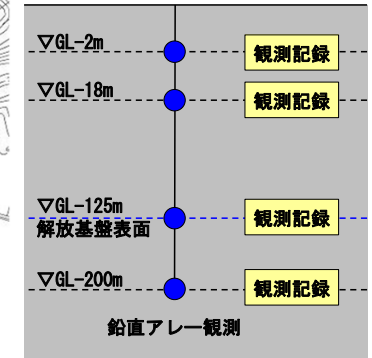 ▽GL-2m
観測記録
▽GL-18m
観測記録
▽GL-125m
解放基盤表面
観測記録
▽GL-200m
観測記録
鉛直アレー観測